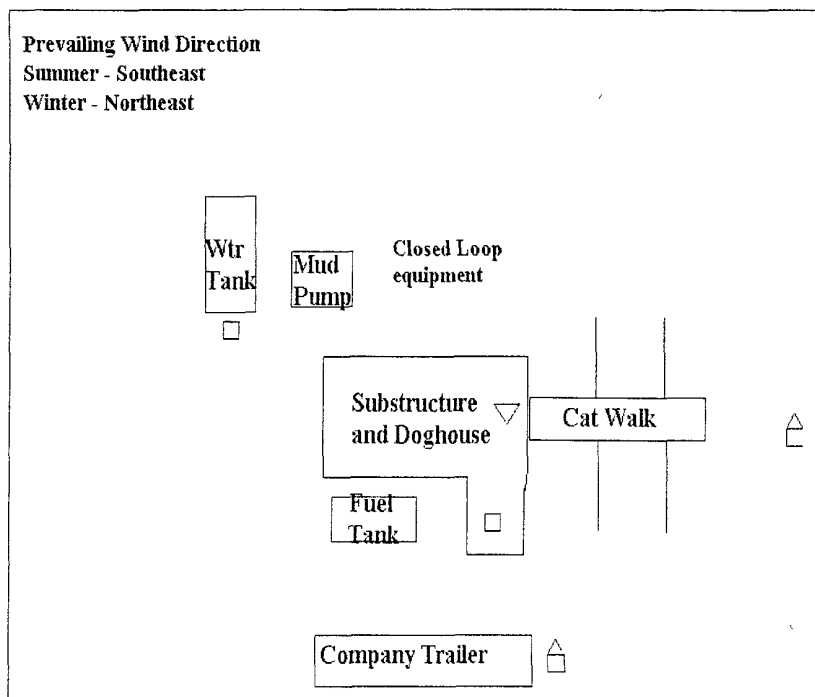 Prevailing Wind Direction
Summer - Southeast
Winter - Northeast
Wtr
Tank
Mud
Pump
Closed Loop
equipment
Substructure
and Doghouse
Cat Walk
Fuel
Tank
Company Trailer